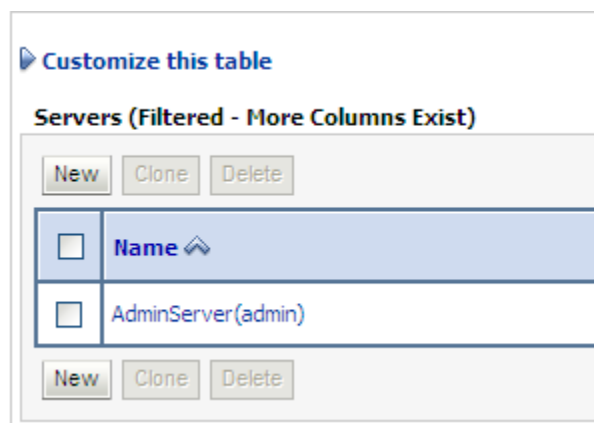 Customize this table
Servers (Filtered - More Columns Exist)
New Clone Delete
Name
AdminServer(admin)
New Clone Delete